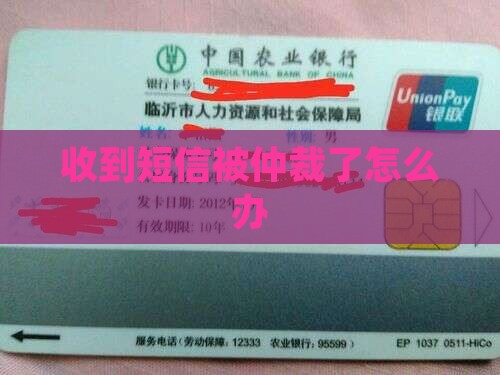 中国农业银行
AGRICULTURAL BANK OF CHINA
银行卡号:
UnionPay
银联
临沂市人力资源和社会保障局
姓名: 性别: 男
收到短信被仲裁了怎么
办
发卡日期: 2012年
有效期限: 10年
服务电话(劳动保障: 12333 农业银行: 95599)
EP 1037 0511-HiCo